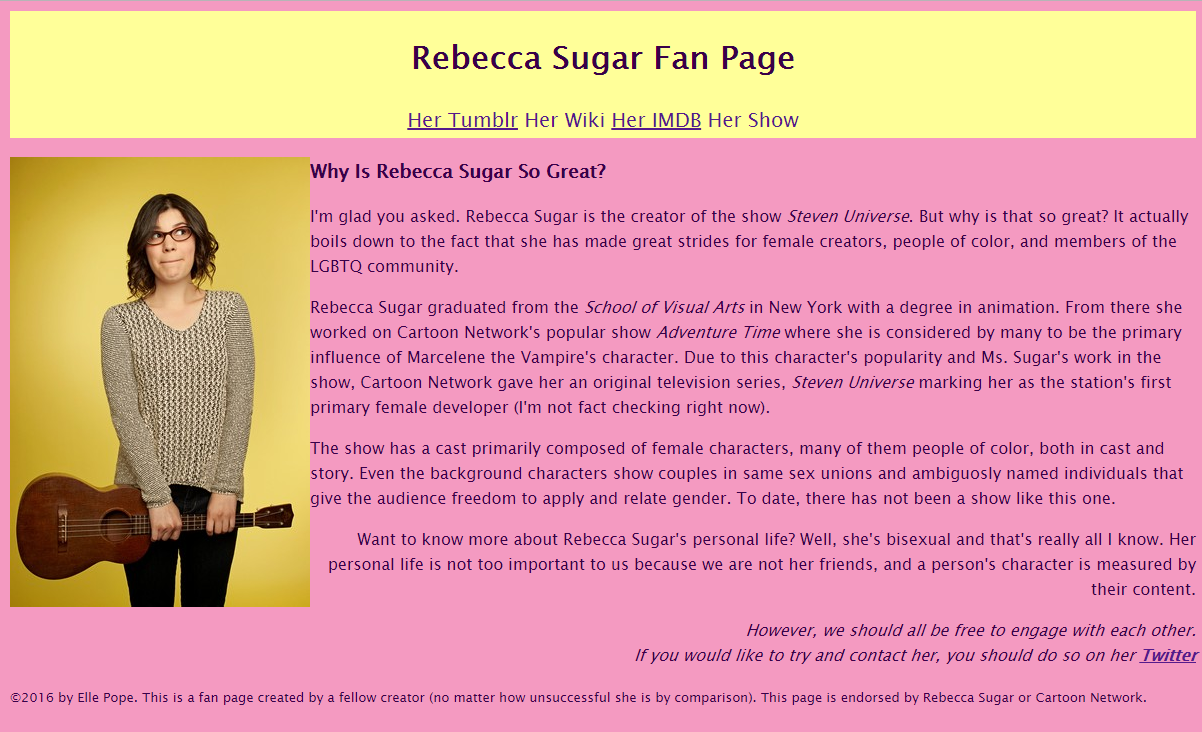 Rebecca Sugar Fan Page
Her Tumblr Her Wiki Her IMDB Her Show
Why Is Rebecca Sugar So Great?
I'm glad you asked. Rebecca Sugar is the creator of the show Steven Universe. But why is that so great? It actually
boils down to the fact that she has made great strides for female creators, people of color, and members of the
LGBTQ community.
Rebecca Sugar graduated from the School of Visual Arts in New York with a degree in animation. From there she
worked on Cartoon Network's popular show Adventure Time where she is considered by many to be the primary
influence of Marcelene the Vampire's character. Due to this character's popularity and Ms. Sugar's work in the
show, Cartoon Network gave her an original television series, Steven Universe marking her as the station's first
primary female developer (I'm not fact checking right now).
The show has a cast primarily composed of female characters, many of them people of color, both in cast and
story. Even the background characters show couples in same sex unions and ambiguosly named individuals that
give the audience freedom to apply and relate gender. To date, there has not been a show like this one.
Want to know more about Rebecca Sugar's personal life? Well, she's bisexual and that's really all I know. Her
personal life is not too important to us because we are not her friends, and a person's character is measured by
their content.
However, we should all be free to engage with each other.
If you would like to try and contact her, you should do so on her Twitter
©2016 by Elle Pope. This is a fan page created by a fellow creator (no matter how unsuccessful she is by comparison). This page is endorsed by Rebecca Sugar or Cartoon Network.